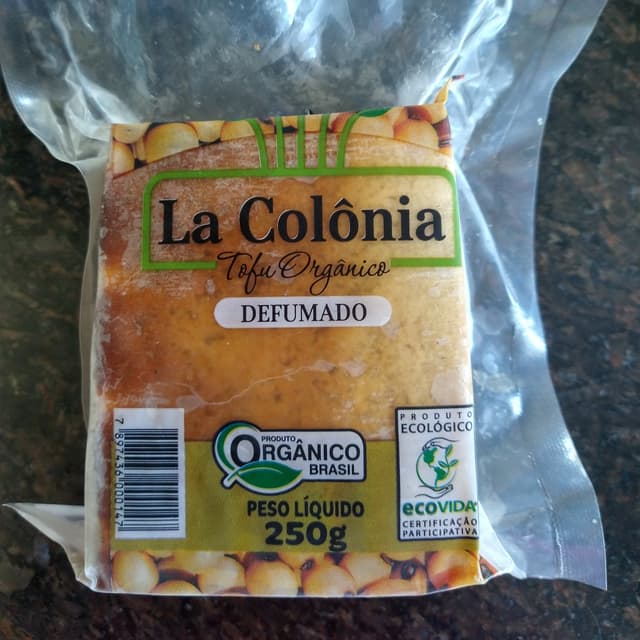 La Colônia
Tofu Orgânico
DEFUMADO
PRODUTO
ORGÂNICO
BRASIL
PESO LÍQUIDO
250g
PRODUTO
ECOLÓGICO
ecoVIDA
CERTIFICAÇÃO
PARTICIPATIVA